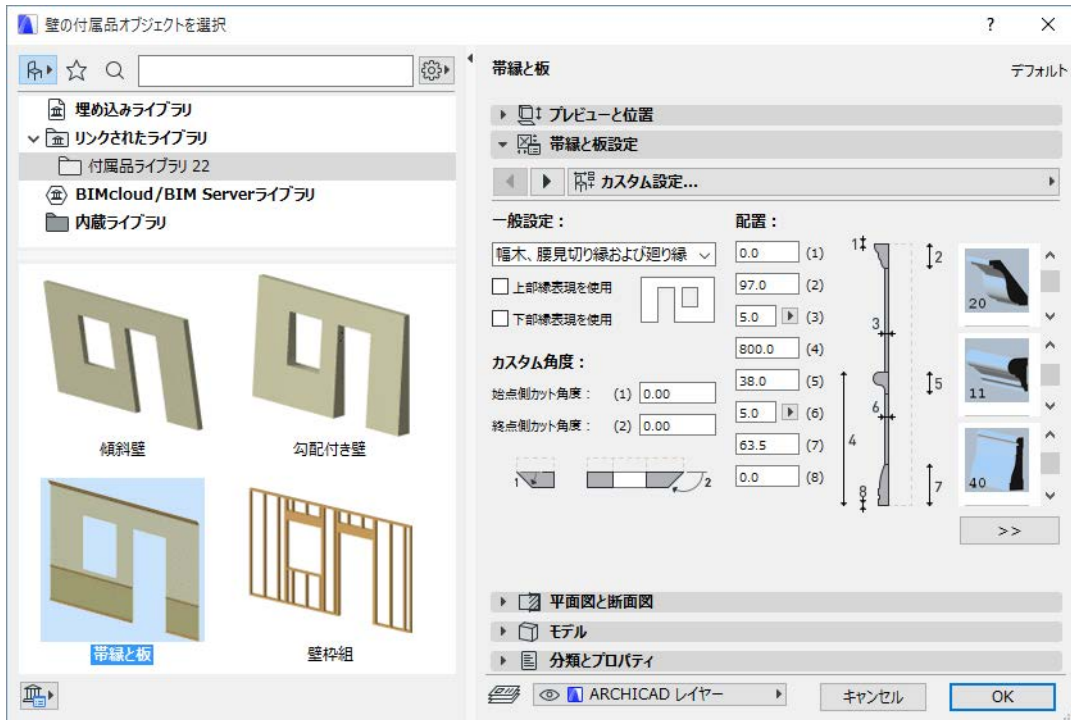 壁の付属品オブジェクトを選択
?
埋め込みライブラリ
リンクされたライブラリ
付属品ライブラリ 22
BIMcloud/BIM Serverライブラリ
内蔵ライブラリ
傾斜壁
勾配付き壁
帯縁と板
壁枠組
帯縁と板
デフォルト
プレビューと位置
帯縁と板設定
カスタム設定...
一般設定：
幅木、腰見切り縁および廻り縁
上部縁表現を使用
下部縁表現を使用
カスタム角度：
始点側カット角度： (1) 0.00
終点側カット角度： (2) 0.00
1
2
配置：
0.0 (1)
97.0 (2)
5.0 (3)
800.0 (4)
38.0 (5)
5.0 (6)
63.5 (7)
0.0 (8)
1
2
3
5
6
4
7
8
20
11
40
>>
平面図と断面図
モデル
分類とプロパティ
ARCHICAD レイヤー
キャンセル
OK